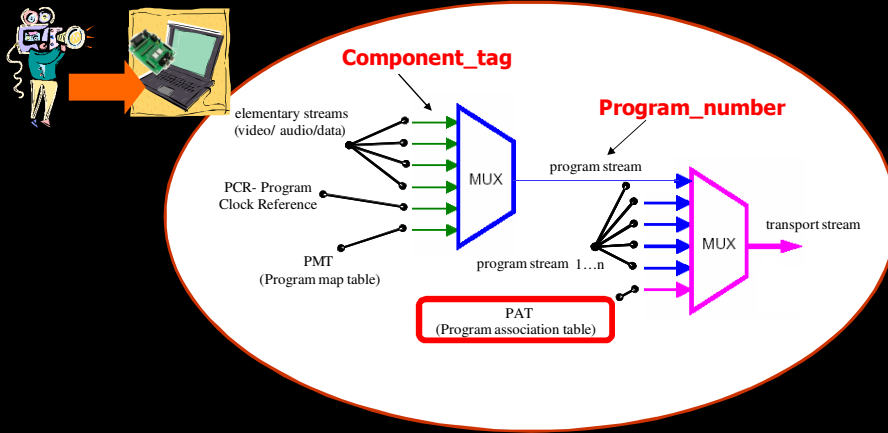 Component_tag
Program_number
elementary streams
(video/ audio/data)
program stream
MUX
PCR- Program
Clock Reference
transport stream
MUX
PMT
(Program map table)
program stream 1…n
PAT
(Program association table)